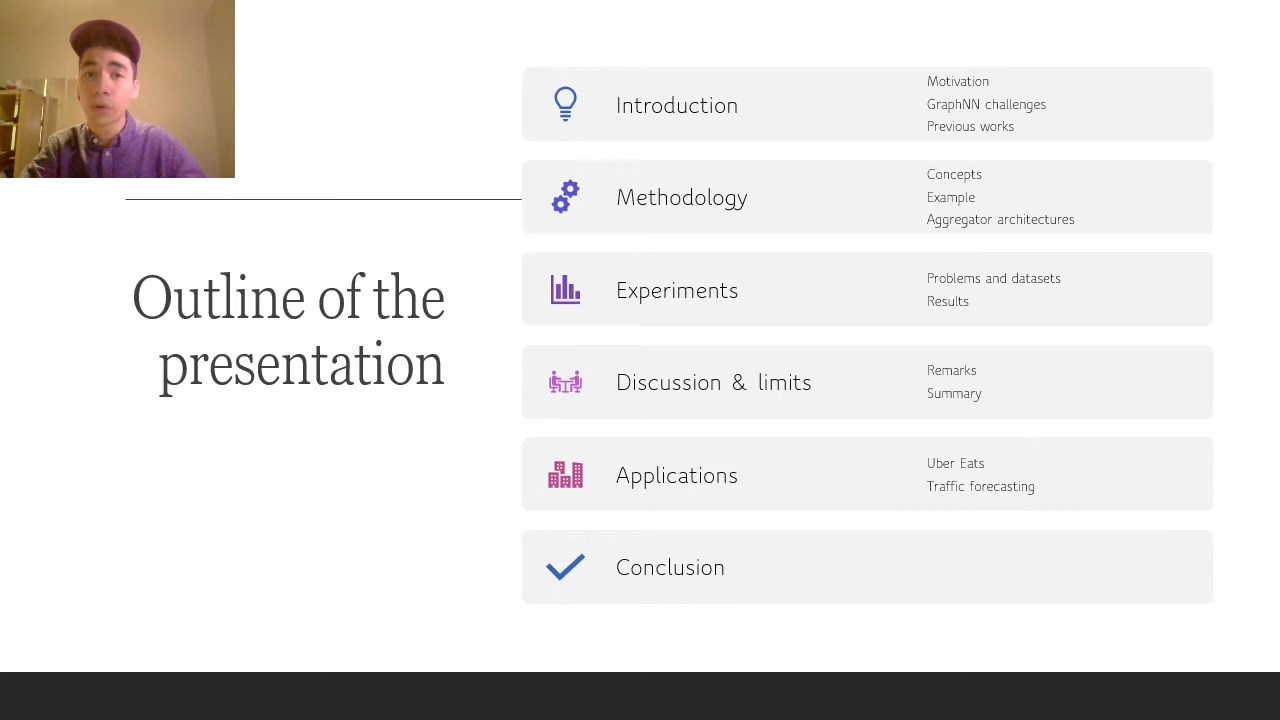 Outline of the
presentation
Introduction
Motivation
GraphNN challenges
Previous works
Methodology
Concepts
Example
Aggregator architectures
Experiments
Problems and datasets
Results
Discussion & limits
Remarks
Summary
Applications
Uber Eats
Traffic forecasting
Conclusion